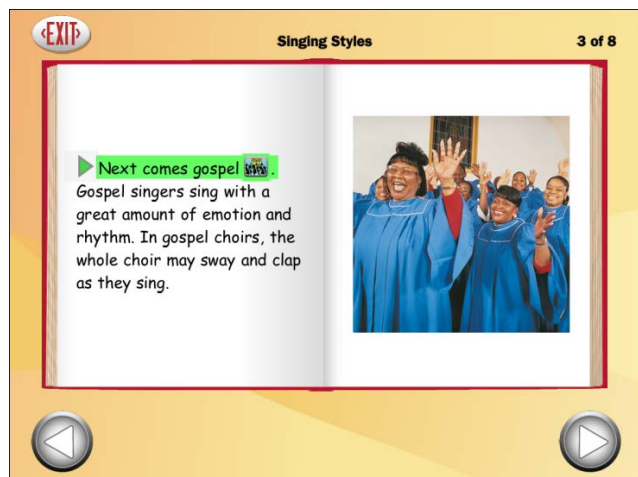 EXIT
Singing Styles
3 of 8
Next comes gospel .
Gospel singers sing with a
great amount of emotion and
rhythm. In gospel choirs, the
whole choir may sway and clap
as they sing.